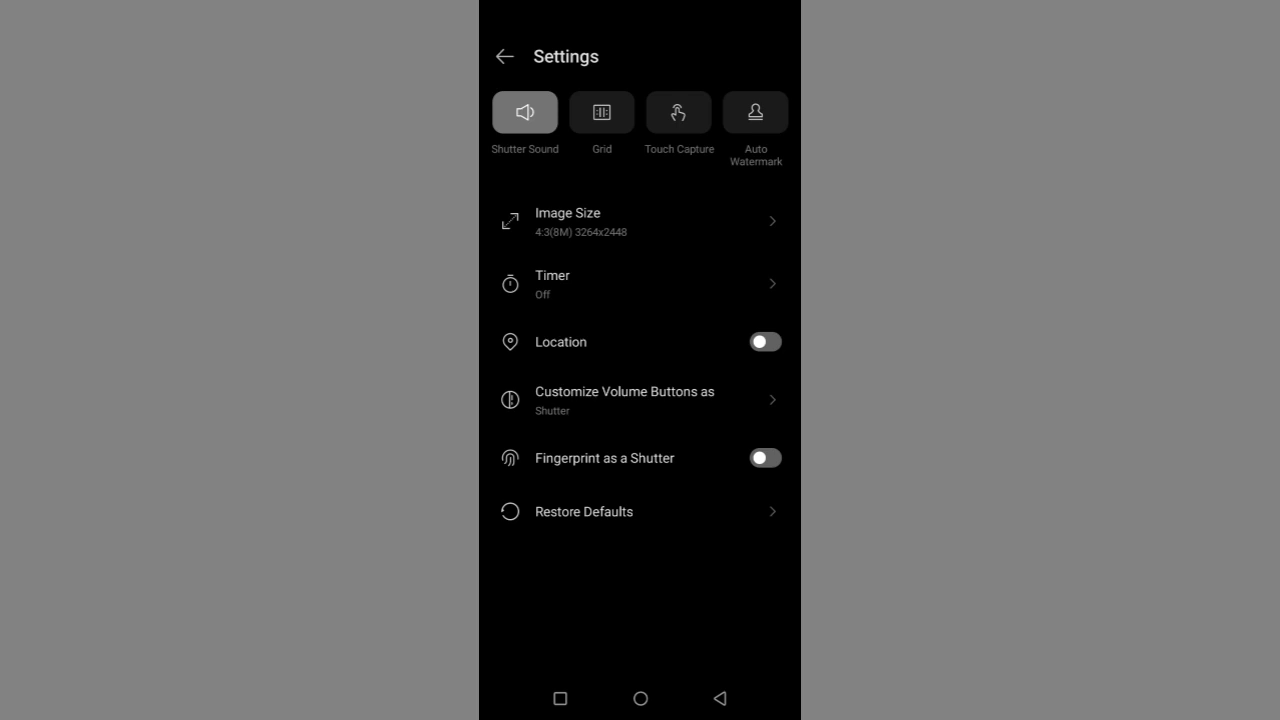 Settings
Shutter Sound
Grid
Touch Capture
Auto
Watermark
Image Size
4:3(8M) 3264x2448
Timer
Off
Location
Customize Volume Buttons as
Shutter
Fingerprint as a Shutter
Restore Defaults